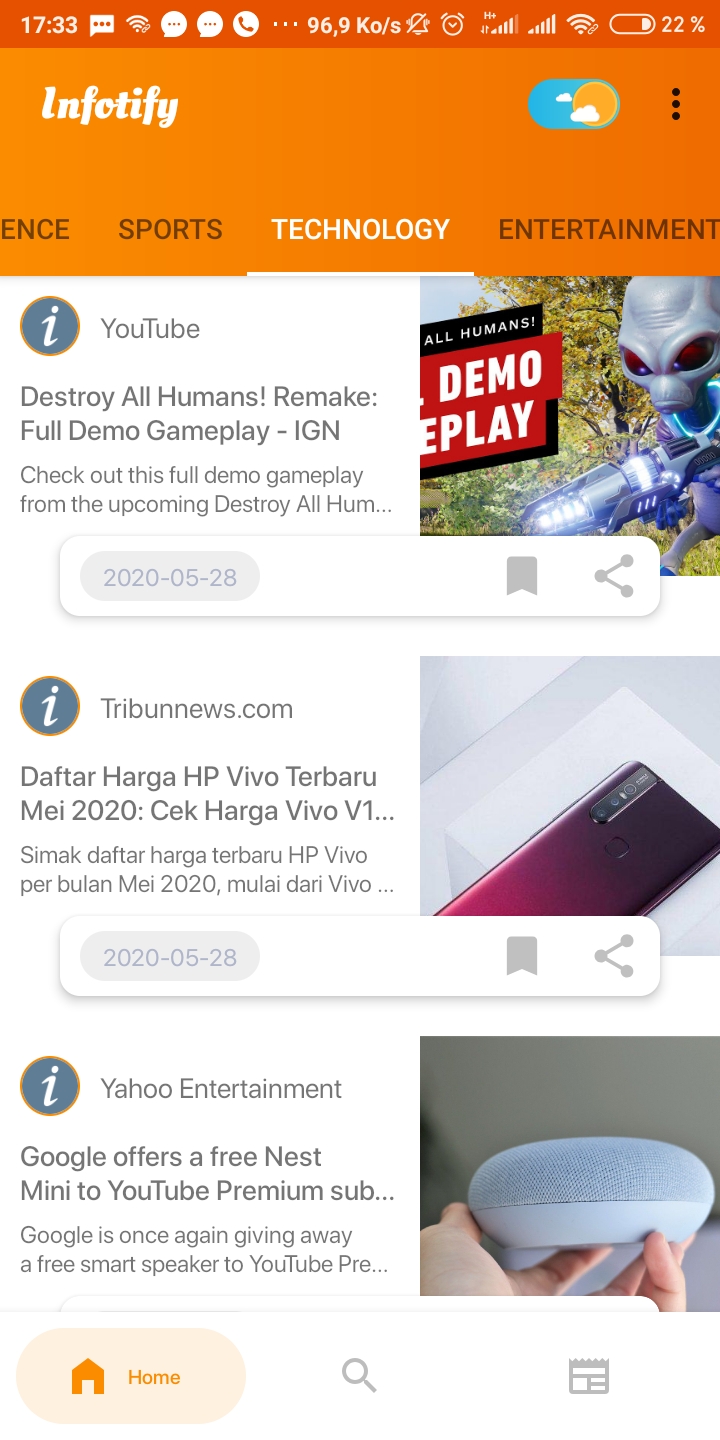 17:33 ... 96,9 Ko/s H+ 22 %
Infotify
ENCE SPORTS TECHNOLOGY ENTERTAINMENT
YouTube
Destroy All Humans! Remake:
Full Demo Gameplay - IGN
Check out this full demo gameplay
from the upcoming Destroy All Hum...
ALL HUMANS!
DEMO
EPLAY
2020-05-28
Tribunnews.com
Daftar Harga HP Vivo Terbaru
Mei 2020: Cek Harga Vivo V1...
Simak daftar harga terbaru HP Vivo
per bulan Mei 2020, mulai dari Vivo ...
2020-05-28
Yahoo Entertainment
Google offers a free Nest
Mini to YouTube Premium sub...
Google is once again giving away
a free smart speaker to YouTube Pre...
Home